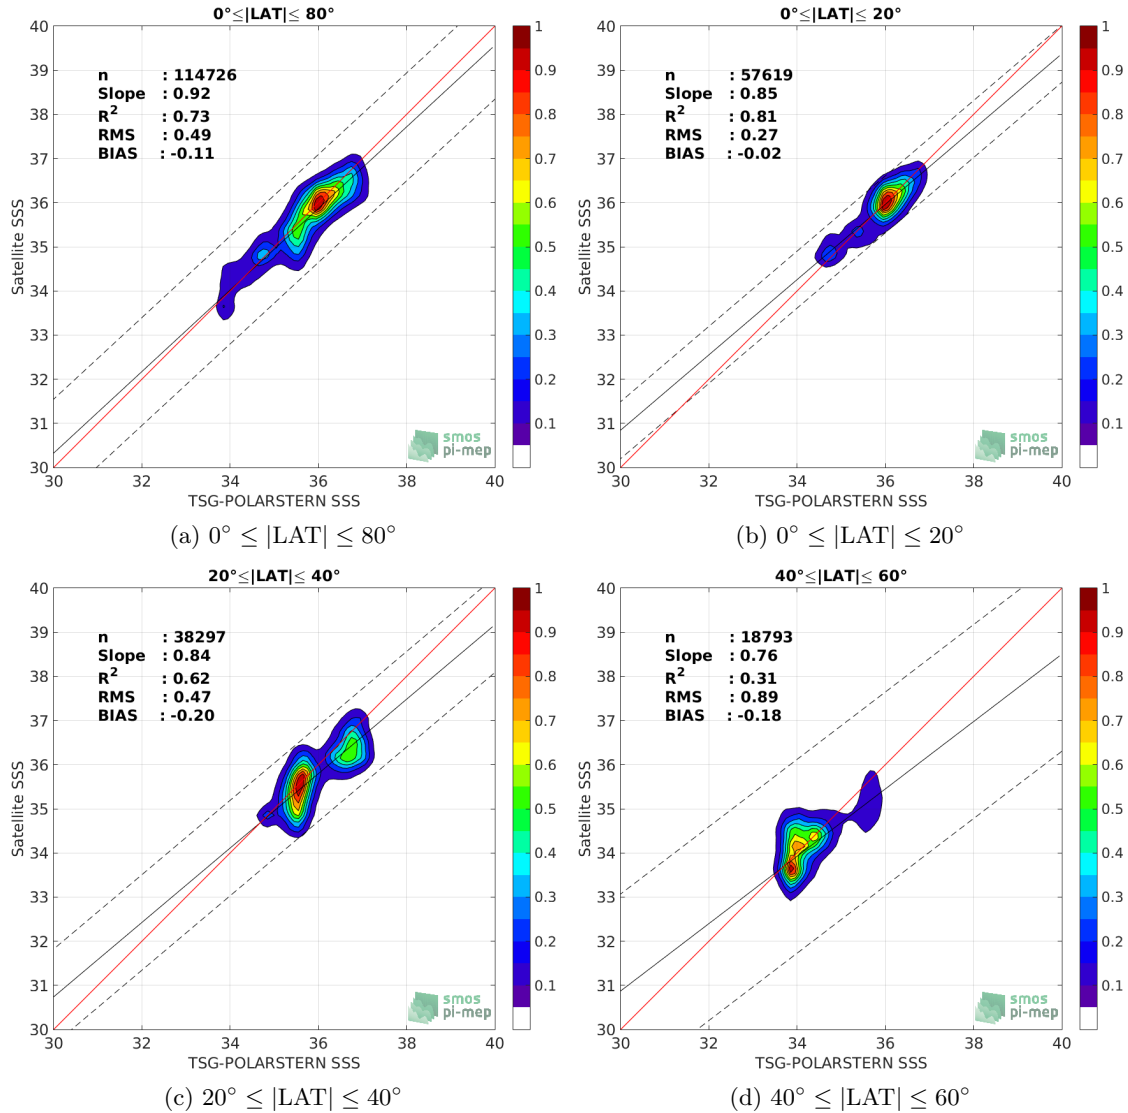 0°≤|LAT|≤ 80°
n : 114726
Slope : 0.92
R² : 0.73
RMS : 0.49
BIAS : -0.11
40
39
38
37
36
35
34
33
32
31
30
Satellite SSS
30 32 34 36 38 40
TSG-POLARSTERN SSS
smos
pi-mep
1
0.9
0.8
0.7
0.6
0.5
0.4
0.3
0.2
0.1
(a) 0° ≤ |LAT| ≤ 80°
0°≤|LAT|≤ 20°
n : 57619
Slope : 0.85
R² : 0.81
RMS : 0.27
BIAS : -0.02
40
39
38
37
36
35
34
33
32
31
30
Satellite SSS
30 32 34 36 38 40
TSG-POLARSTERN SSS
smos
pi-mep
1
0.9
0.8
0.7
0.6
0.5
0.4
0.3
0.2
0.1
(b) 0° ≤ |LAT| ≤ 20°
20°≤|LAT|≤ 40°
n : 38297
Slope : 0.84
R² : 0.62
RMS : 0.47
BIAS : -0.20
40
39
38
37
36
35
34
33
32
31
30
Satellite SSS
30 32 34 36 38 40
TSG-POLARSTERN SSS
smos
pi-mep
1
0.9
0.8
0.7
0.6
0.5
0.4
0.3
0.2
0.1
(c) 20° ≤ |LAT| ≤ 40°
40°≤|LAT|≤ 60°
n : 18793
Slope : 0.76
R² : 0.31
RMS : 0.89
BIAS : -0.18
40
39
38
37
36
35
34
33
32
31
30
Satellite SSS
30 32 34 36 38 40
TSG-POLARSTERN SSS
smos
pi-mep
1
0.9
0.8
0.7
0.6
0.5
0.4
0.3
0.2
0.1
(d) 40° ≤ |LAT| ≤ 60°